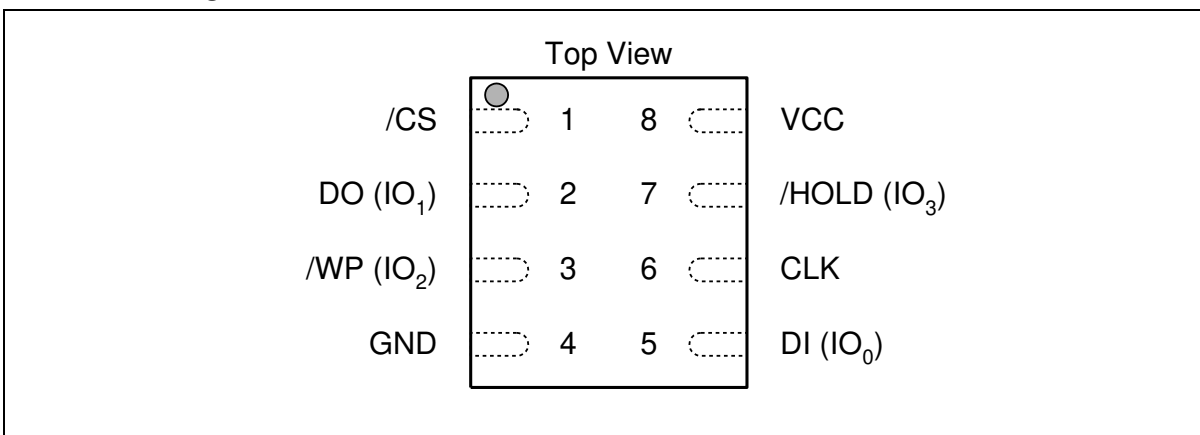 Top View
/CS 1 8 VCC
DO (IO₁) 2 7 /HOLD (IO₃)
/WP (IO₂) 3 6 CLK
GND 4 5 DI (IO₀)